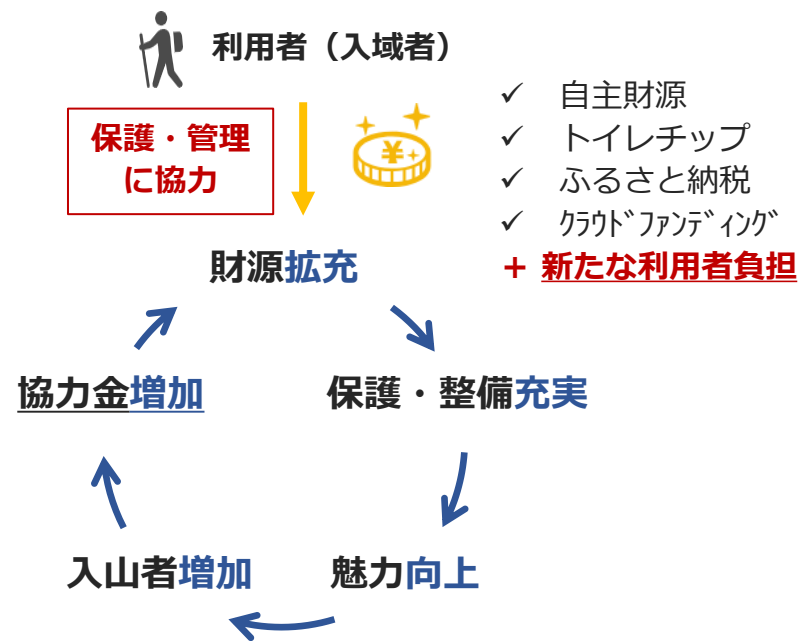 利用者（入域者）
保護・管理
に協力
¥
✓ 自主財源
✓ トイレチップ
✓ ふるさと納税
✓ ｸﾗｳﾄﾞﾌｧﾝﾃﾞｨﾝｸﾞ
+ 新たな利用者負担
財源拡充
保護・整備充実
魅力向上
入山者増加
協力金増加